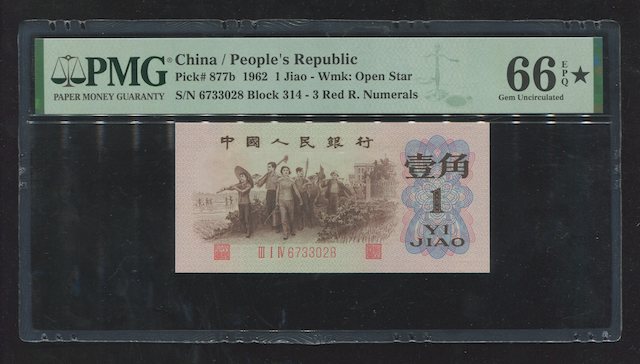 PMG
PAPER MONEY GUARANTY
China / People's Republic
Pick# 877b 1962 1 Jiao - Wmk: Open Star
S/N 6733028 Block 314 - 3 Red R. Numerals
66 EPQ ★
Gem Uncirculated
中國人民銀行
壹角
1
YI
JIAO
III I IV 6733028